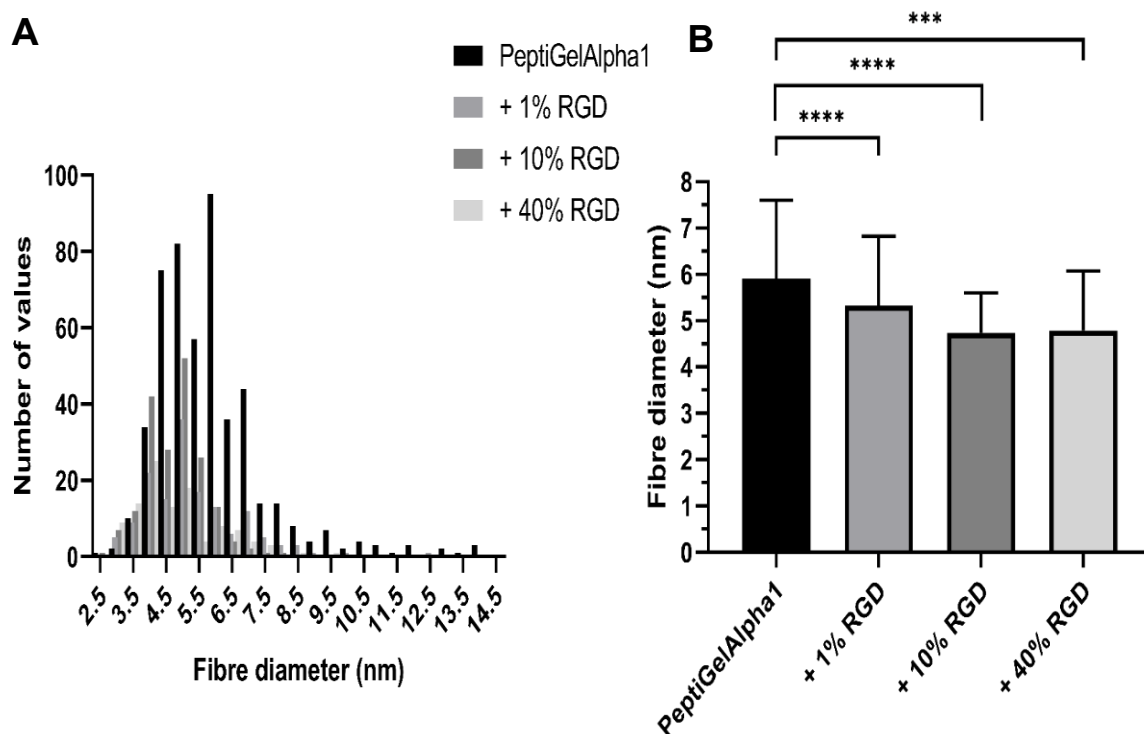 A
PeptiGelAlpha1
+ 1% RGD
+ 10% RGD
+ 40% RGD
Number of values
100
80
60
40
20
0
2.5
3.5
4.5
5.5
6.5
7.5
8.5
9.5
10.5
11.5
12.5
13.5
14.5
Fibre diameter (nm)
B
***
****
****
Fibre diameter (nm)
8
7
6
5
4
3
2
1
0
PeptiGelAlpha1
+ 1% RGD
+ 10% RGD
+ 40% RGD